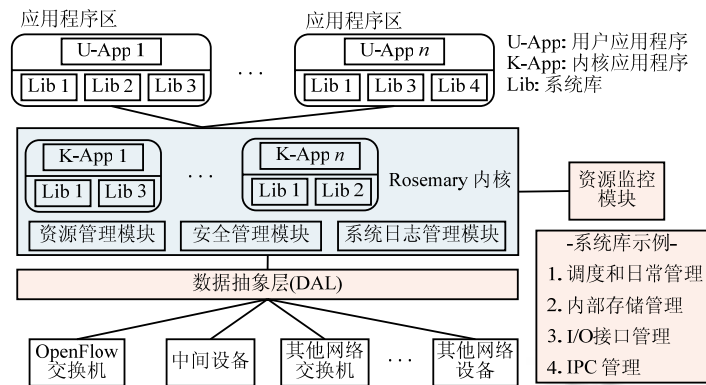 应用程序区
应用程序区
U-App 1
Lib 1 Lib 2 Lib 3
···
U-App n
Lib 1 Lib 3 Lib 4
U-App: 用户应用程序
K-App: 内核应用程序
Lib: 系统库
K-App 1
Lib 1 Lib 3
···
K-App n
Lib 1 Lib 2
Rosemary 内核
资源管理模块
安全管理模块
系统日志管理模块
资源监控
模块
数据抽象层(DAL)
-系统库示例-
1. 调度和日常管理
2. 内部存储管理
3. I/O接口管理
4. IPC 管理
OpenFlow
交换机
中间设备
其他网络
交换机
···
其他网络
设备